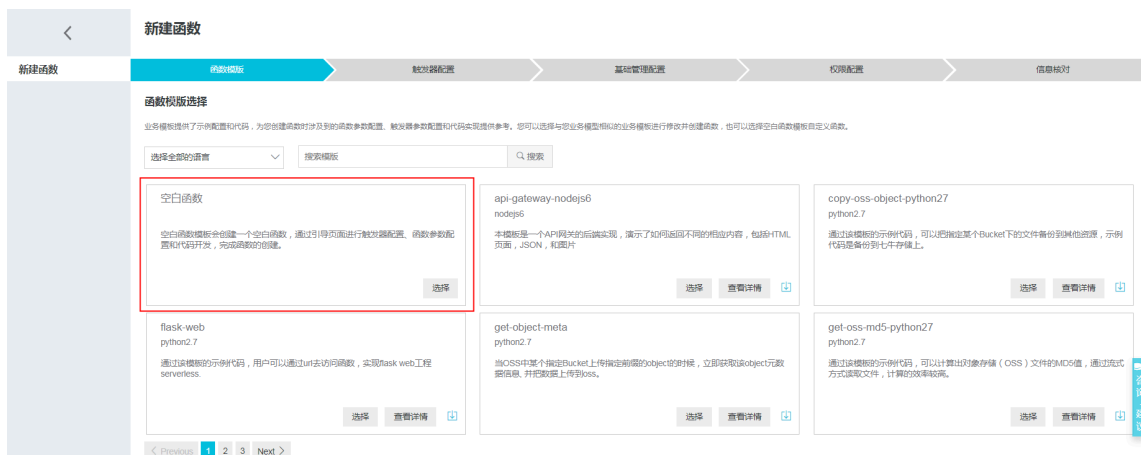 新建函数
新建函数
函数模版
触发器配置
基础管理配置
权限配置
信息核对
函数模版选择
业务模板提供了示例配置和代码，为您创建函数时涉及到的函数参数配置、触发器参数配置和代码实现提供参考。您可以选择与您业务模型相似的业务模板进行修改并创建函数，也可以选择空白函数模板自定义函数。
选择全部的语言
搜索模版
搜索
空白函数
空白函数模板会创建一个空白函数，通过引导页面进行触发器配置、函数参数配
置和代码开发，完成函数的创建。
选择
api-gateway-nodejs6
nodejs6
本模板是一个API网关的后端实现，演示了如何返回不同的相应内容，包括HTML
页面，JSON，和图片
选择 查看详情
copy-oss-object-python27
python2.7
通过该模板的示例代码，可以把指定某个Bucket下的文件备份到其他资源，示例
代码是备份到七牛存储上。
选择 查看详情
flask-web
python2.7
通过该模板的示例代码，用户可以通过url去访问函数，实现flask web工程
serverless.
选择 查看详情
get-object-meta
python2.7
当OSS中某个指定Bucket上传指定前缀的object的时候，立即获取该object元数
据信息, 并把数据上传到oss。
选择 查看详情
get-oss-md5-python27
python2.7
通过该模板的示例代码，可以计算出对象存储（OSS）文件的MD5值，通过流式
方式读取文件，计算的效率较高。
选择 查看详情
Previous 1 2 3 Next